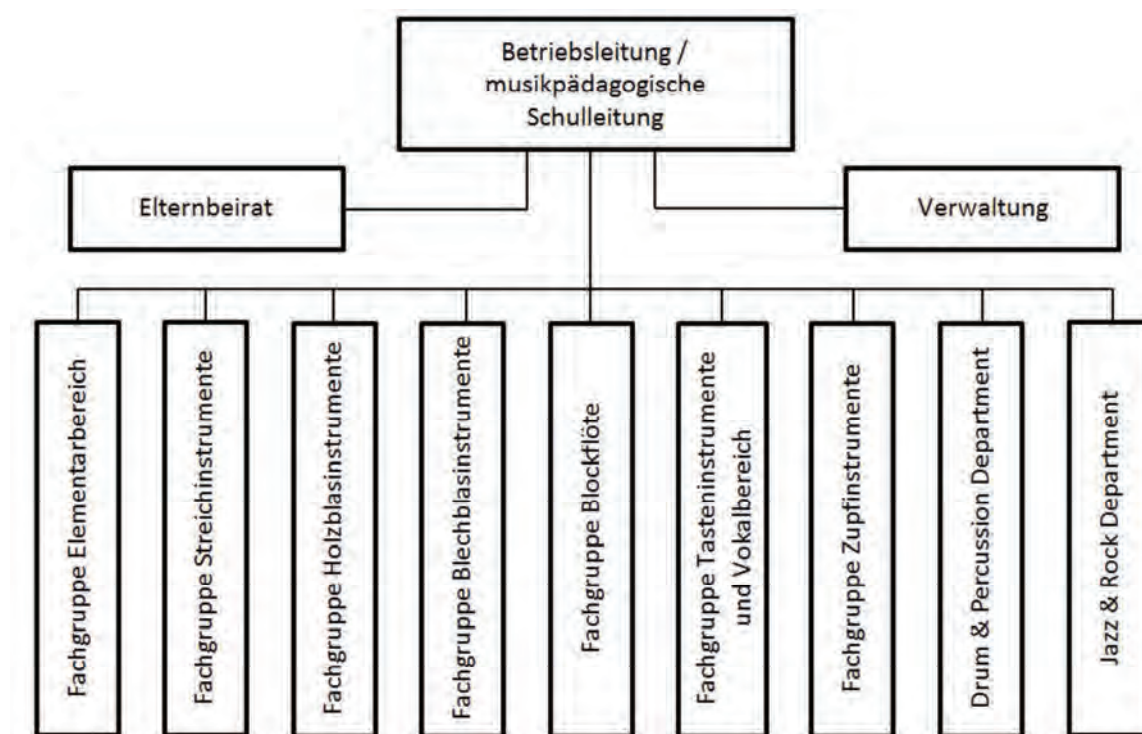 Betriebsleitung /
musikpädagogische
Schulleitung
Elternbeirat
Verwaltung
Fachgruppe Elementarbereich
Fachgruppe Streichinstrumente
Fachgruppe Holzblasinstrumente
Fachgruppe Blechblasinstrumente
Fachgruppe Blockflöte
Fachgruppe Tasteninstrumente
und Vokalbereich
Fachgruppe Zupfinstrumente
Drum & Percussion Department
Jazz & Rock Department